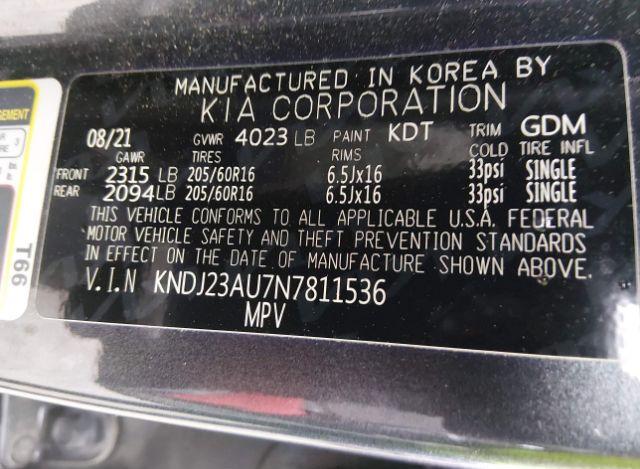 MANUFACTURED IN KOREA BY
KIA CORPORATION
08/21 GVWR 4023 LB PAINT KDT TRIM GDM
GAWR TIRES RIMS COLD TIRE INFL
FRONT 2315 LB 205/60R16 6.5Jx16 33psi SINGLE
REAR 2094LB 205/60R16 6.5Jx16 33psi SINGLE
THIS VEHICLE CONFORMS TO ALL APPLICABLE U.S.A. FEDERAL
MOTOR VEHICLE SAFETY AND THEFT PREVENTION STANDARDS
IN EFFECT ON THE DATE OF MANUFACTURE SHOWN ABOVE.
V.I.N KNDJ23AU7N7811536
MPV
T66
3